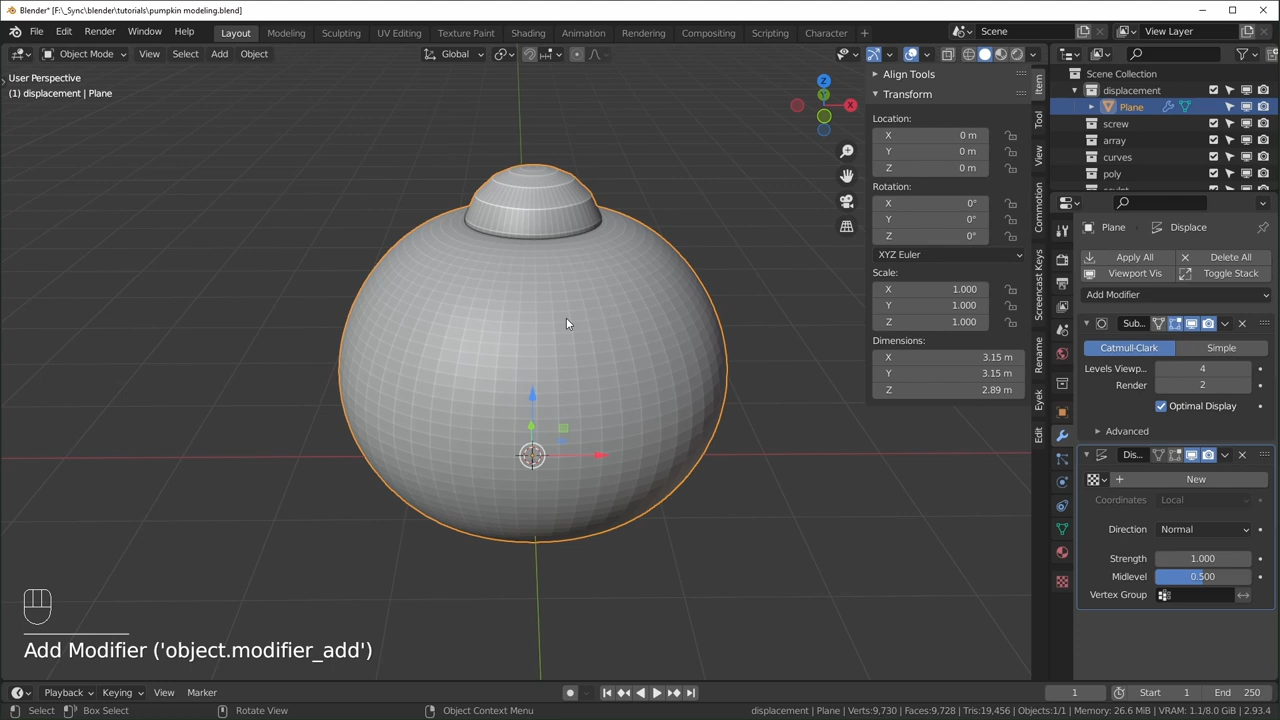 Blender* [F:\_Sync\blender\tutorials\pumpkin modeling.blend]
File Edit Render Window Help Layout Modeling Sculpting UV Editing Texture Paint Shading Animation Rendering Compositing Scripting Character + Scene View Layer
Object Mode View Select Add Object Global
User Perspective
(1) displacement | Plane
Z
Y
X
Align Tools
Transform
Location:
X 0 m
Y 0 m
Z 0 m
Rotation:
X 0°
Y 0°
Z 0°
XYZ Euler
Scale:
X 1.000
Y 1.000
Z 1.000
Dimensions:
X 3.15 m
Y 3.15 m
Z 2.89 m
Item
Tool
View
Commotion
Screencast Keys
Rename
Eyek
Edit
Scene Collection
displacement
Plane
screw
array
curves
poly
Plane Displace
Apply All Delete All
Viewport Vis Toggle Stack
Add Modifier
Sub...
Catmull-Clark Simple
Levels Viewp... 4
Render 2
Optimal Display
Advanced
Dis...
New
Coordinates Local
Direction Normal
Strength 1.000
Midlevel 0.500
Vertex Group
Add Modifier ('object.modifier_add')
Playback Keying View Marker 1 Start 1 End 250
Select Box Select Rotate View Object Context Menu displacement | Plane | Verts:9,730 | Faces:9,728 | Tris:19,456 | Objects:1/1 | Memory: 26.6 MiB | VRAM: 1.1/8.0 GiB | 2.93.4